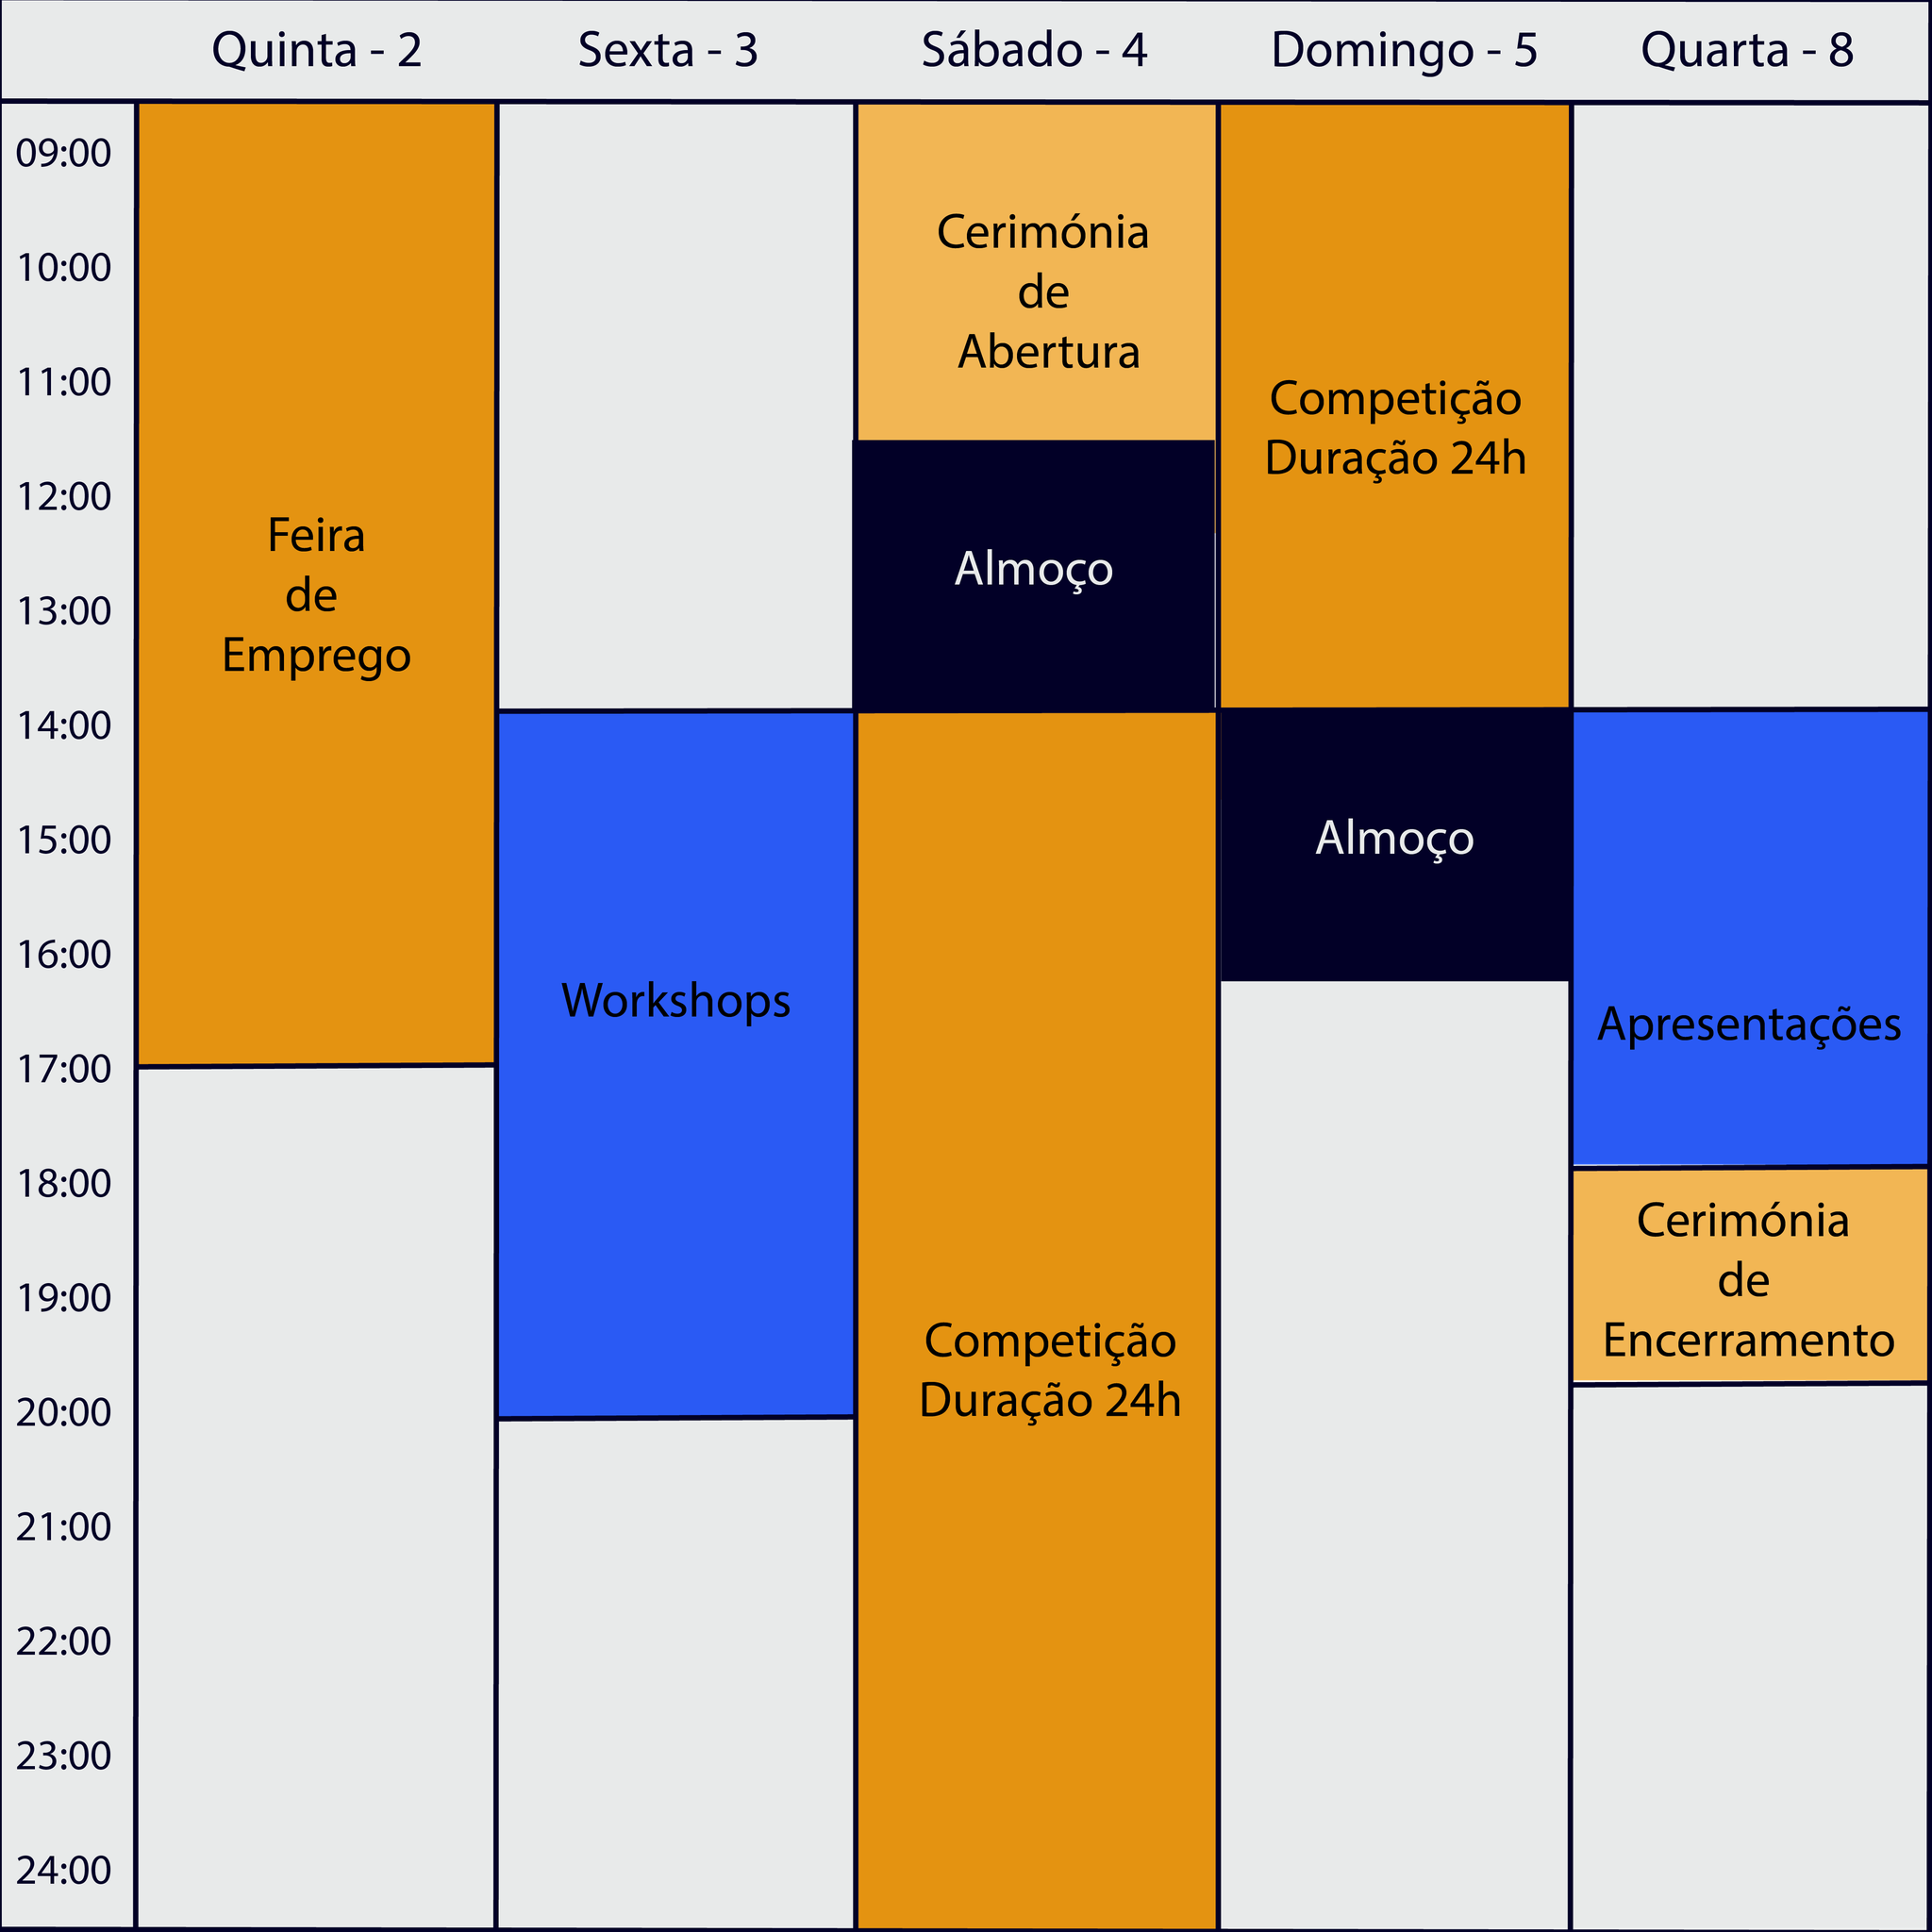 Quinta - 2
Sexta - 3
Sábado - 4
Domingo - 5
Quarta - 8
09:00
10:00
11:00
12:00
13:00
14:00
15:00
16:00
17:00
18:00
19:00
20:00
21:00
22:00
23:00
24:00
Feira
de
Emprego
Workshops
Cerimónia
de
Abertura
Almoço
Competição
Duração 24h
Competição
Duração 24h
Almoço
Apresentações
Cerimónia
de
Encerramento